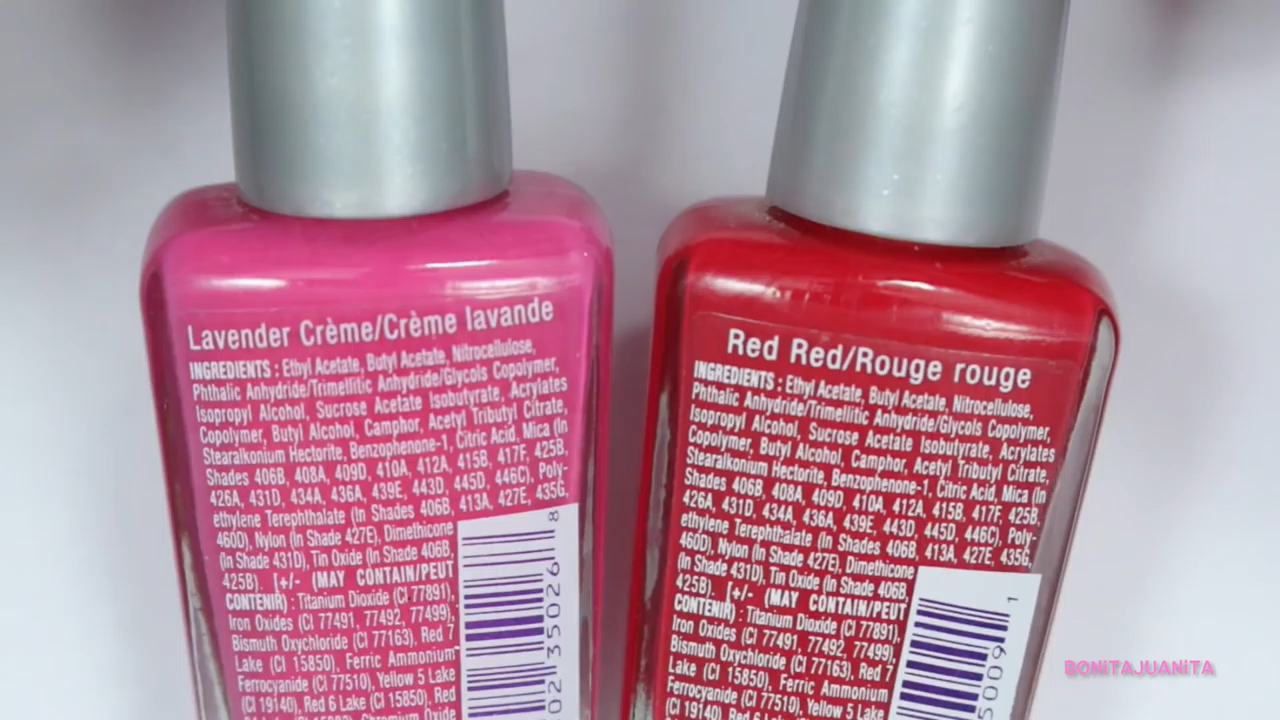 Lavender Crème/Crème lavande
INGREDIENTS : Ethyl Acetate, Butyl Acetate, Nitrocellulose,
Phthalic Anhydride/Trimellitic Anhydride/Glycols Copolymer,
Isopropyl Alcohol, Sucrose Acetate Isobutyrate, Acrylates
Copolymer, Butyl Alcohol, Camphor, Acetyl Tributyl Citrate,
Stearalkonium Hectorite, Benzophenone-1, Citric Acid, Mica (In
Shades 406B, 408A, 409D, 410A, 412A, 415B, 417F, 425B,
426A, 431D, 434A, 436A, 439E, 443D, 445D, 446C), Poly-
ethylene Terephthalate (In Shades 406B, 413A, 427E, 435G,
460D), Nylon (In Shade 427E), Dimethicone
(In Shade 431D), Tin Oxide (In Shade 406B,
425B). [+/- (MAY CONTAIN/PEUT
CONTENIR) : Titanium Dioxide (CI 77891),
Iron Oxides (CI 77491, 77492, 77499),
Bismuth Oxychloride (CI 77163), Red 7
Lake (CI 15850), Ferric Ammonium
Ferrocyanide (CI 77510), Yellow 5 Lake
(CI 19140), Red 6 Lake (CI 15850), Red
Chromium Oxide
02 35026 8
Red Red/Rouge rouge
INGREDIENTS : Ethyl Acetate, Butyl Acetate, Nitrocellulose,
Phthalic Anhydride/Trimellitic Anhydride/Glycols Copolymer,
Isopropyl Alcohol, Sucrose Acetate Isobutyrate, Acrylates
Copolymer, Butyl Alcohol, Camphor, Acetyl Tributyl Citrate,
Stearalkonium Hectorite, Benzophenone-1, Citric Acid, Mica (In
Shades 406B, 408A, 409D, 410A, 412A, 415B, 417F, 425B,
426A, 431D, 434A, 436A, 439E, 443D, 445D, 446C), Poly-
ethylene Terephthalate (In Shades 406B, 413A, 427E, 435G,
460D), Nylon (In Shade 427E), Dimethicone
(In Shade 431D), Tin Oxide (In Shade 406B,
425B). [+/- (MAY CONTAIN/PEUT
CONTENIR) : Titanium Dioxide (CI 77891),
Iron Oxides (CI 77491, 77492, 77499),
Bismuth Oxychloride (CI 77163), Red 7
Lake (CI 15850), Ferric Ammonium
Ferrocyanide (CI 77510), Yellow 5 Lake
(CI 19140), Red 6 Lake (CI 15850), Red
5009 1
BONiTAJUANiTA